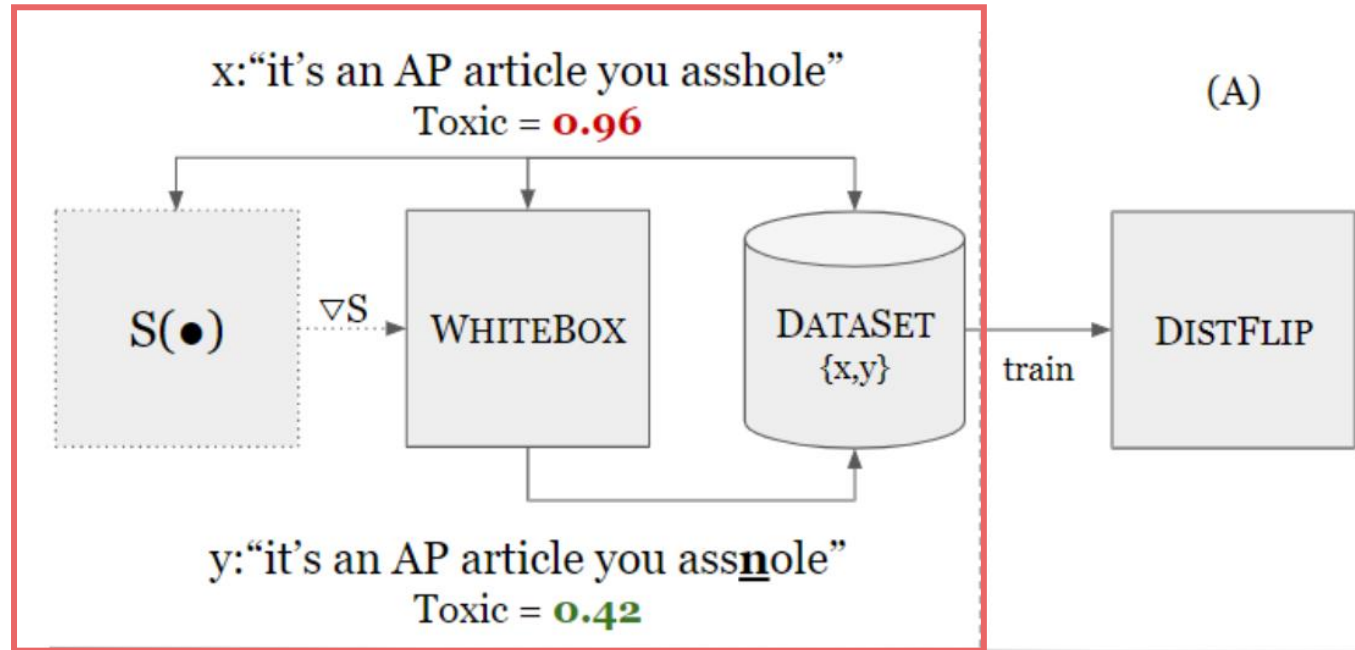 x:“it’s an AP article you asshole”
Toxic = 0.96
(A)
S(●)
▽S
WHITEBOX
DATASET
{x,y}
train
DISTFLIP
y:“it’s an AP article you assnole”
Toxic = 0.42